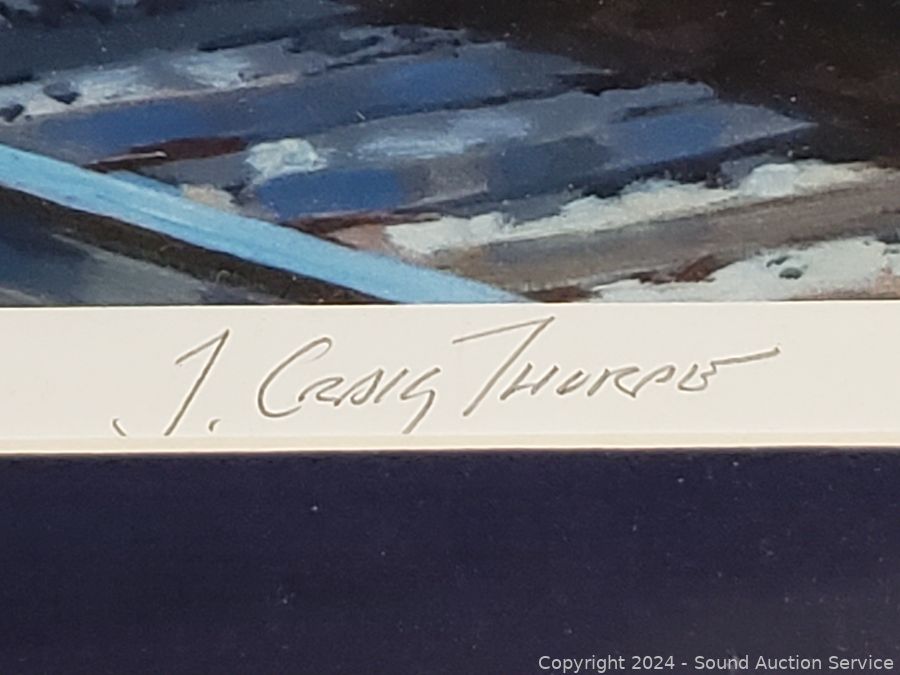 J. Craig Thorpe
Copyright 2024 - Sound Auction Service